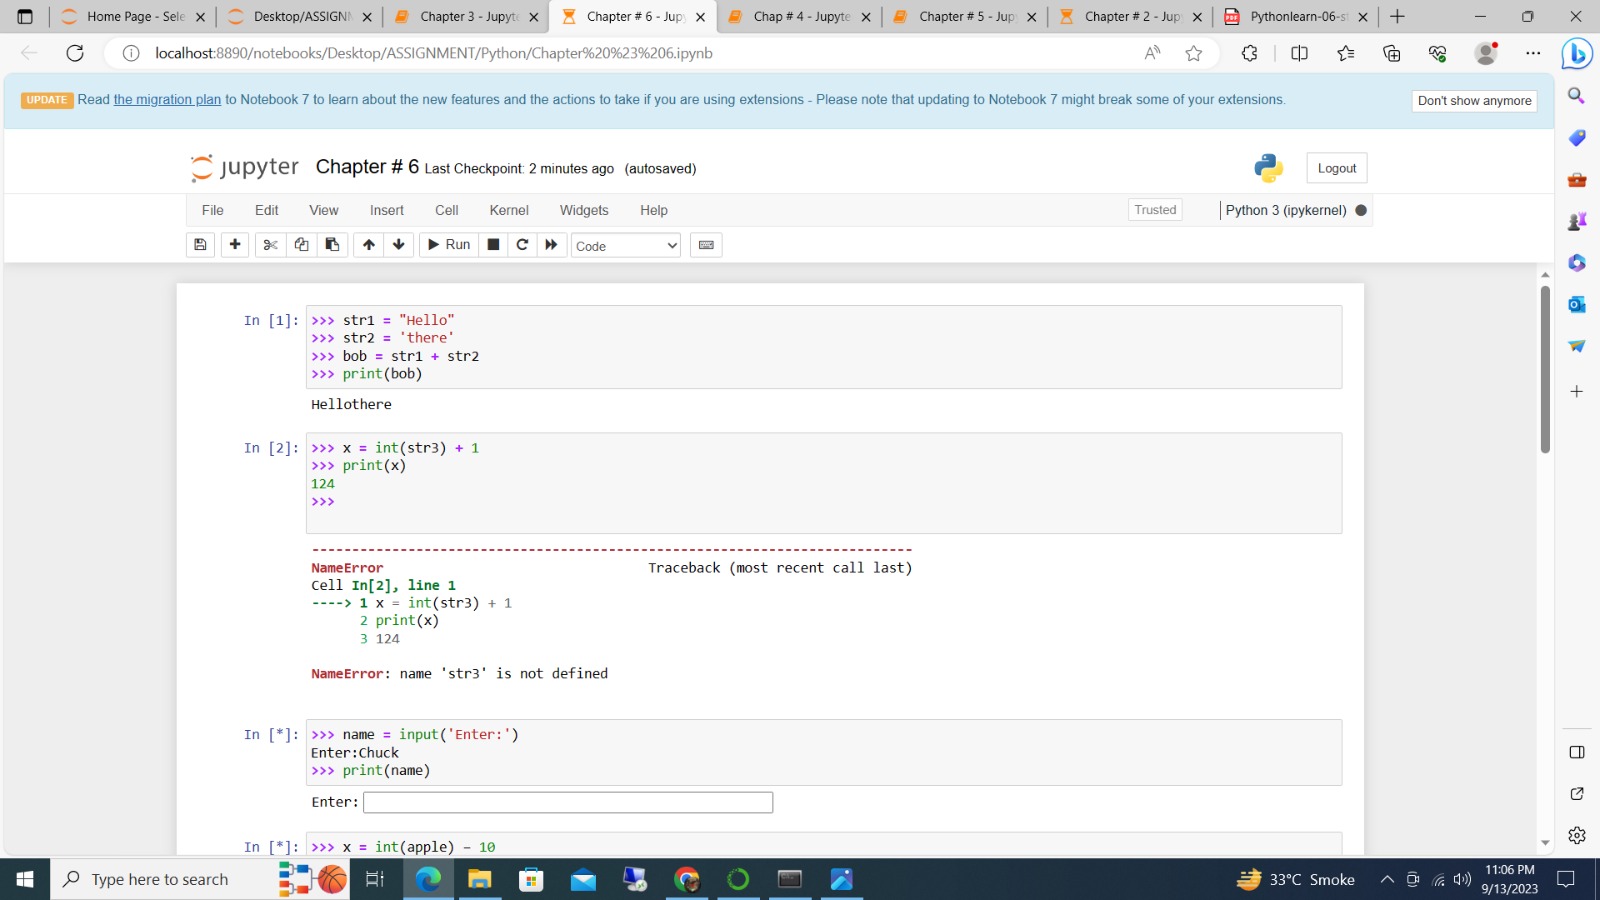 Home Page - Sele
Desktop/ASSIGNM
Chapter 3 - Jupyte
Chapter # 6 - Jup
Chap # 4 - Jupyte
Chapter # 5 - Jup
Chapter # 2 - Jup
Pythonlearn-06-s
localhost:8890/notebooks/Desktop/ASSIGNMENT/Python/Chapter%20%23%206.ipynb
UPDATE Read the migration plan to Notebook 7 to learn about the new features and the actions to take if you are using extensions - Please note that updating to Notebook 7 might break some of your extensions.
Don't show anymore
jupyter Chapter # 6 Last Checkpoint: 2 minutes ago (autosaved)
Logout
File Edit View Insert Cell Kernel Widgets Help
Trusted
Python 3 (ipykernel)
Run
Code
In [1]: >>> str1 = "Hello"
>>> str2 = 'there'
>>> bob = str1 + str2
>>> print(bob)
Hellothere
In [2]: >>> x = int(str3) + 1
>>> print(x)
124
>>>
---------------------------------------------------------------------------
NameError Traceback (most recent call last)
Cell In[2], line 1
----> 1 x = int(str3) + 1
2 print(x)
3 124
NameError: name 'str3' is not defined
In [*]: >>> name = input('Enter:')
Enter:Chuck
>>> print(name)
Enter:
In [*]: >>> x = int(apple) - 10
Type here to search
33°C Smoke
11:06 PM
9/13/2023